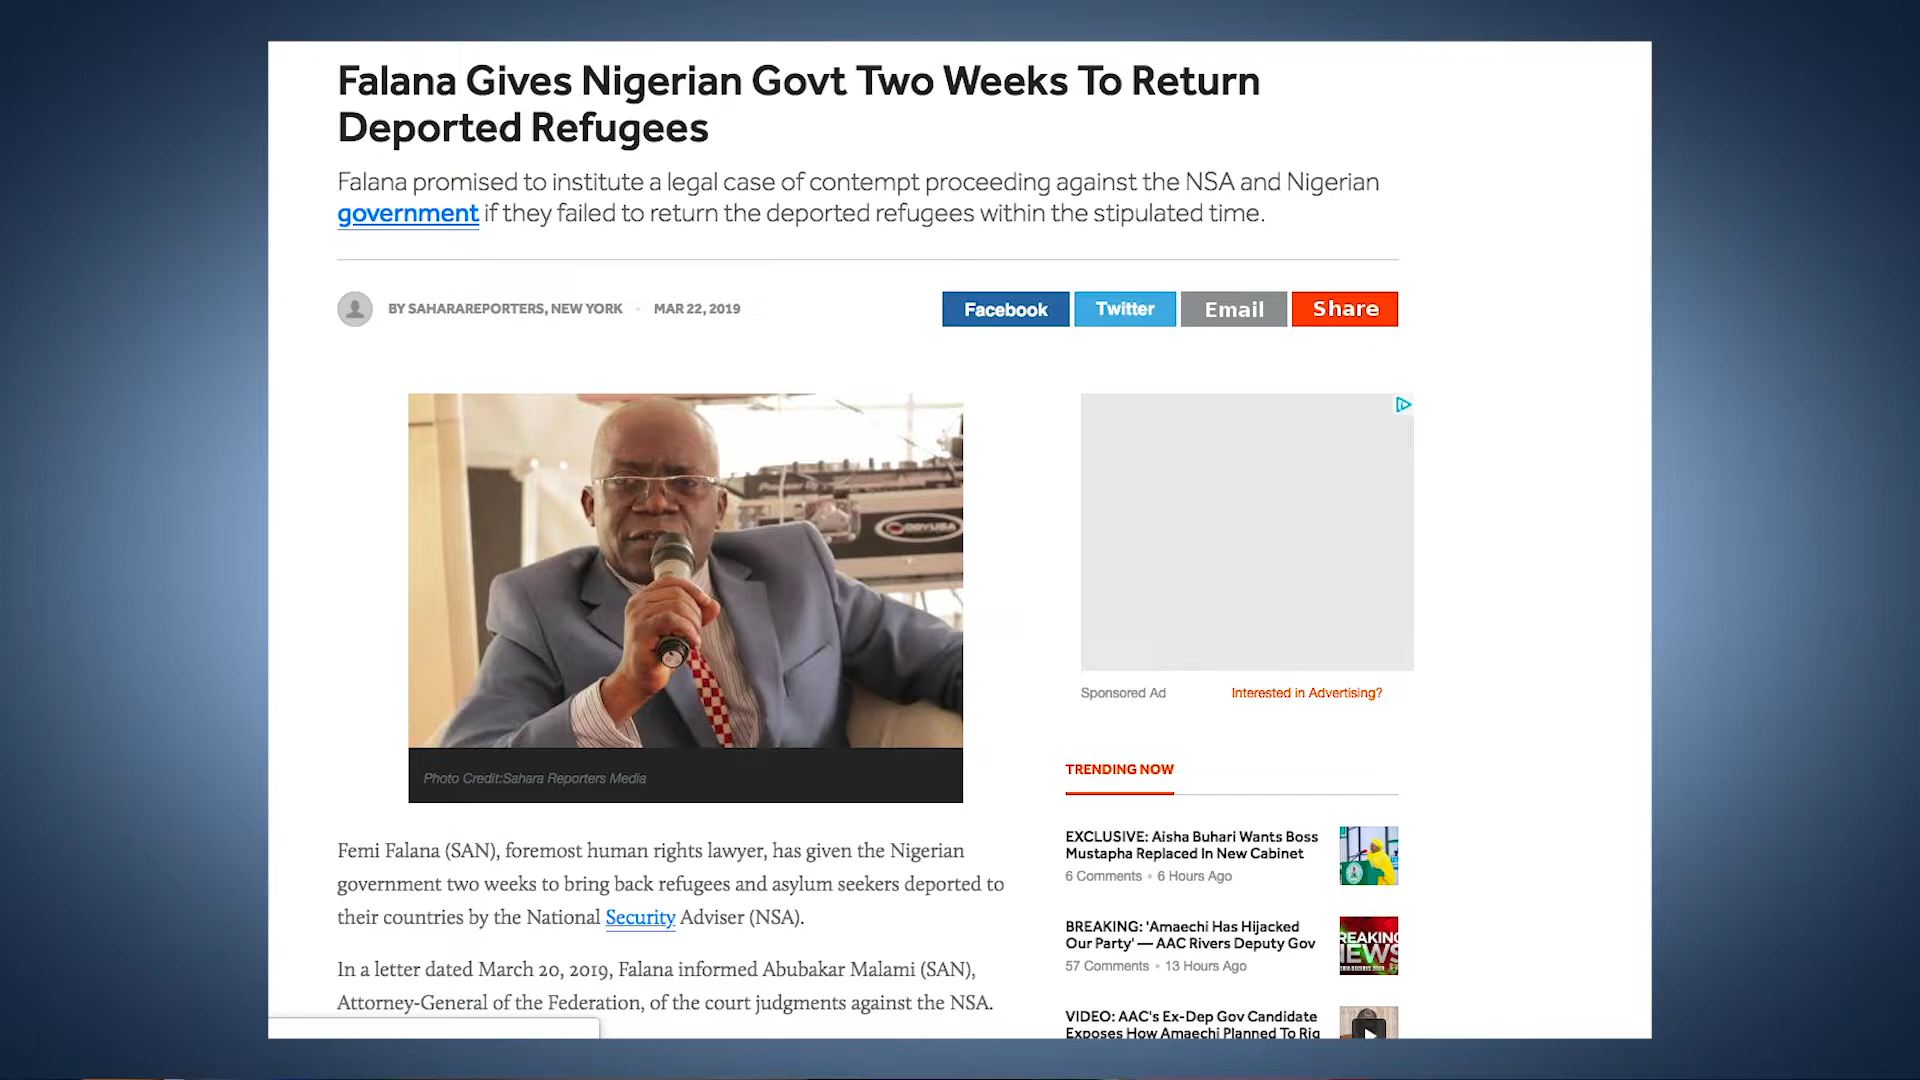 Falana Gives Nigerian Govt Two Weeks To Return
Deported Refugees
Falana promised to institute a legal case of contempt proceeding against the NSA and Nigerian
government if they failed to return the deported refugees within the stipulated time.
BY SAHARAREPORTERS, NEW YORK • MAR 22, 2019
Facebook
Twitter
Email
Share
Photo Credit:Sahara Reporters Media
Femi Falana (SAN), foremost human rights lawyer, has given the Nigerian
government two weeks to bring back refugees and asylum seekers deported to
their countries by the National Security Adviser (NSA).
In a letter dated March 20, 2019, Falana informed Abubakar Malami (SAN),
Attorney-General of the Federation, of the court judgments against the NSA.
Sponsored Ad
Interested in Advertising?
TRENDING NOW
EXCLUSIVE: Aisha Buhari Wants Boss
Mustapha Replaced In New Cabinet
6 Comments • 6 Hours Ago
BREAKING: 'Amaechi Has Hijacked
Our Party' — AAC Rivers Deputy Gov
57 Comments • 13 Hours Ago
REAKING
NEWS
VIDEO: AAC's Ex-Dep Gov Candidate
Exposes How Amaechi Planned To Rig